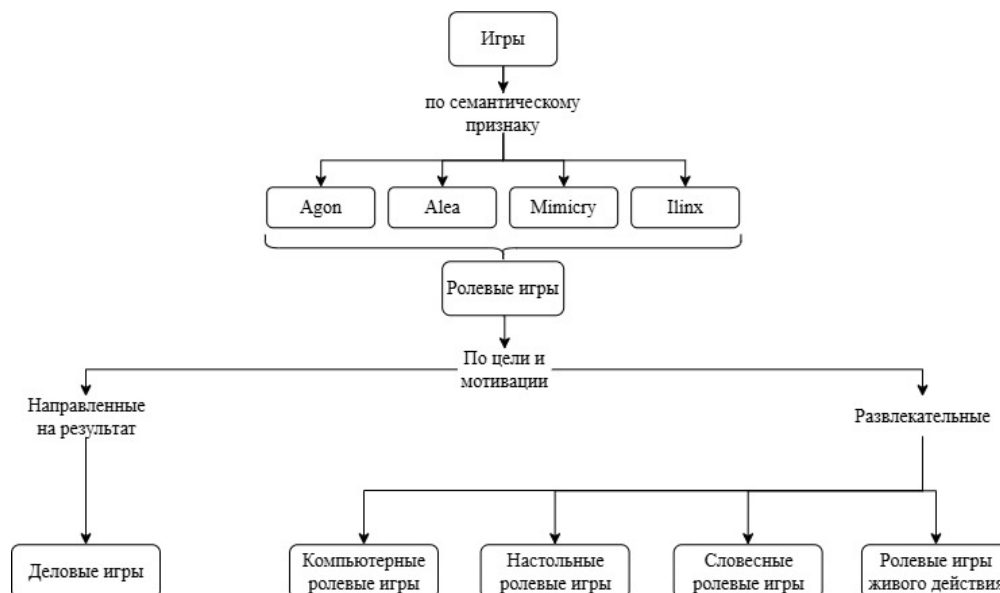 Игры
по семантическому
признаку
Agon
Alea
Mimicry
Ilinx
Ролевые игры
По цели и
мотивации
Направленные
на результат
Развлекательные
Деловые игры
Компьютерные
ролевые игры
Настольные
ролевые игры
Словесные
ролевые игры
Ролевые игры
живого действия